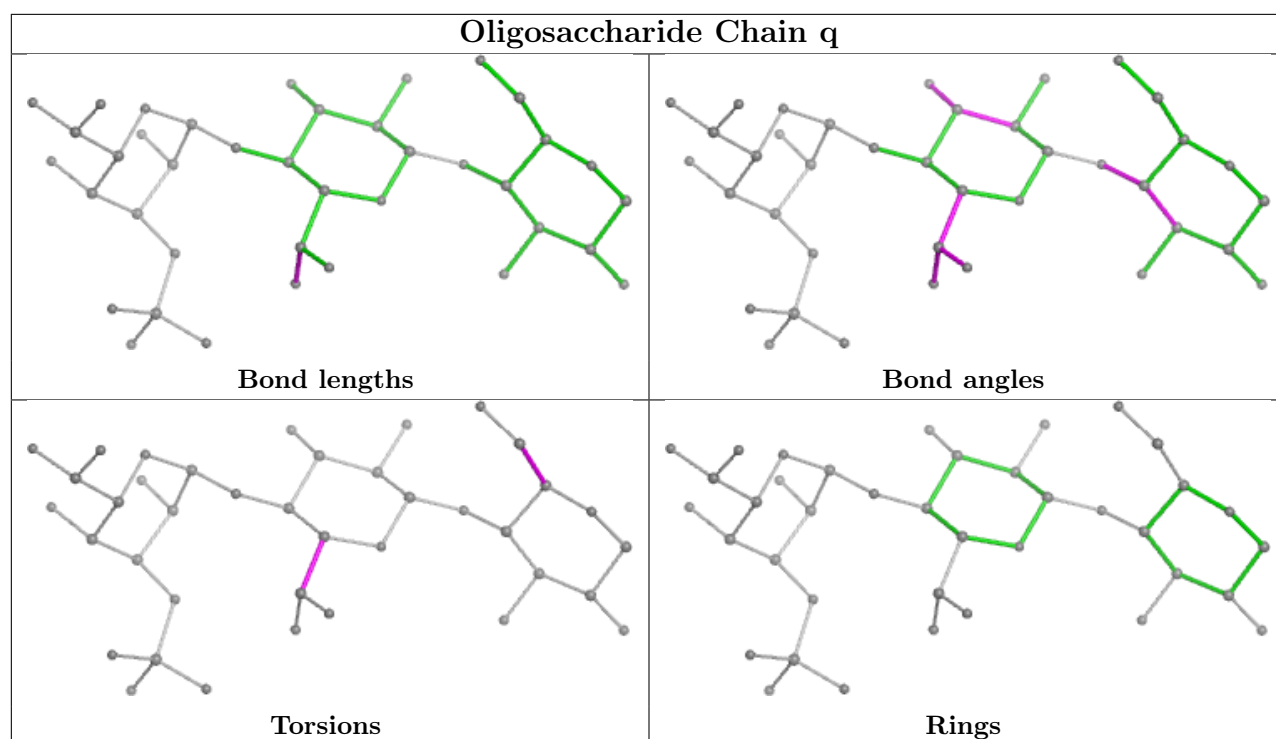 Oligosaccharide Chain q
Bond lengths
Bond angles
Torsions
Rings